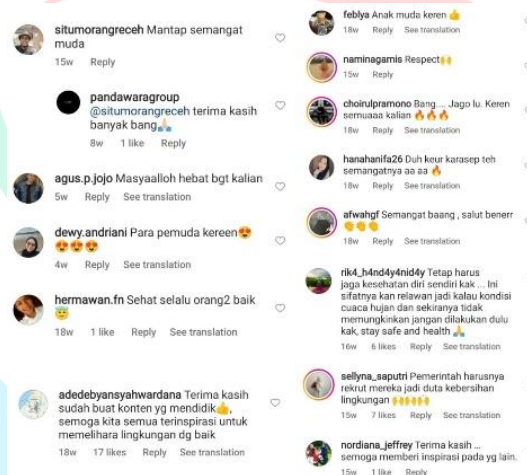 situmorangreceh Mantap semangat
muda
15w Reply
pandawaragroup
@situmorangreceh terima kasih
banyak bang🙏🏻
8w 1 like Reply
agus.p.jojo Masyaalloh hebat bgt kalian
5w Reply See translation
dewy.andriani Para pemuda kereen😍
😍😍😍
4w Reply See translation
hermawan.fn Sehat selalu orang2 baik
😇
18w 1 like Reply See translation
adedebyansyahwardana Terima kasih
sudah buat konten yg mendidik👍,
semoga kita semua terinspirasi untuk
memelihara lingkungan dg baik
18w 17 likes Reply See translation
feblya Anak muda keren 👍
18w Reply See translation
naminagamis Respect🙌
15w Reply
choirulpramono Bang.... Jago lu. Keren
semuaaa kalian 🔥🔥🔥
18w Reply See translation
hanahanifa26 Duh keur karasep teh
semangatnya aa aa 🔥
18w Reply See translation
afwahgf Semangat baang , salut benerr
👏👏👏
18w Reply See translation
rik4_h4nd4y4nid4y Tetap harus
jaga kesehatan diri sendiri kak ... Ini
sifatnya kan relawan jadi kalau kondisi
cuaca hujan dan sekiranya tidak
memungkinkan jangan dilakukan dulu
kak, stay safe and health 🙏
16w 6 likes Reply See translation
sellyna_saputri Pemerintah harusnya
rekrut mereka jadi duta kebersihan
lingkungan 🙌🙌🙌🙌
15w 7 likes Reply See translation
nordiana_jeffrey Terima kasih ...
semoga memberi inspirasi pada yg lain.
15w 1 like Reply